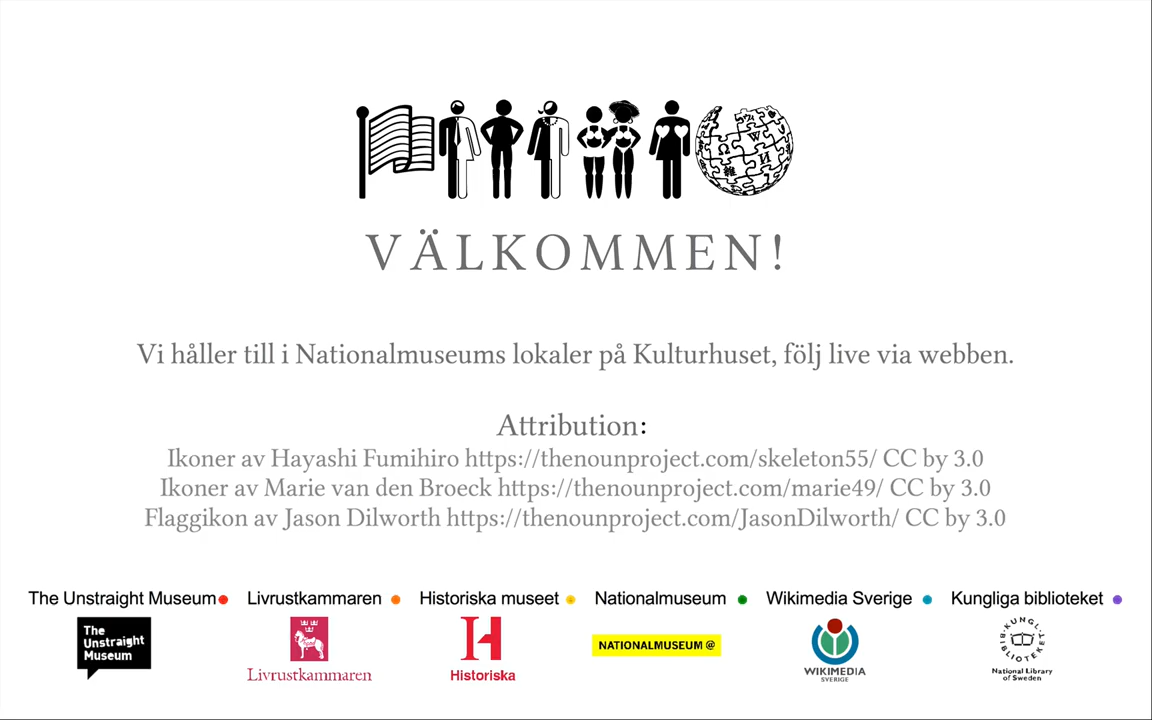 VÄLKOMMEN!
Vi håller till i Nationalmuseums lokaler på Kulturhuset, följ live via webben.
Attribution:
Ikoner av Hayashi Fumihiro https://thenounproject.com/skeleton55/ CC by 3.0
Ikoner av Marie van den Broeck https://thenounproject.com/marie49/ CC by 3.0
Flaggikon av Jason Dilworth https://thenounproject.com/JasonDilworth/ CC by 3.0
The Unstraight Museum Livrustkammaren Historiska museet Nationalmuseum Wikimedia Sverige Kungliga biblioteket
The
Unstraight
Museum
Livrustkammaren
H
Historiska
NATIONALMUSEUM @
WIKIMEDIA
SVERIGE
KUNGL·
BIBLIOTEKET·
National Library
of Sweden